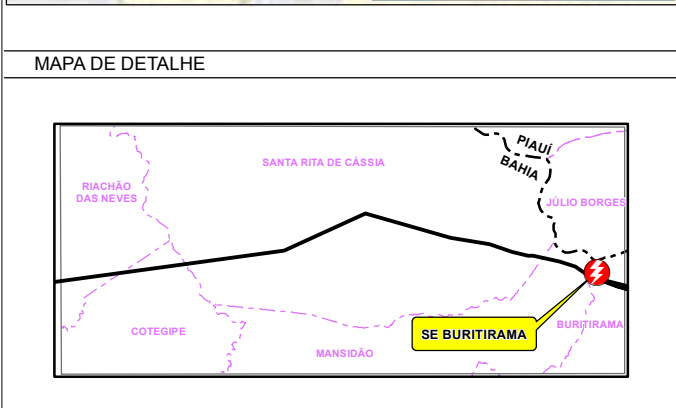 MAPA DE DETALHE
PIAUÍ
BAHIA
SANTA RITA DE CÁSSIA
RIACHÃO
DAS NEVES
JÚLIO BORGES
COTEGIPE
SE BURITIRAMA
BURITIRAMA
MANSIDÃO